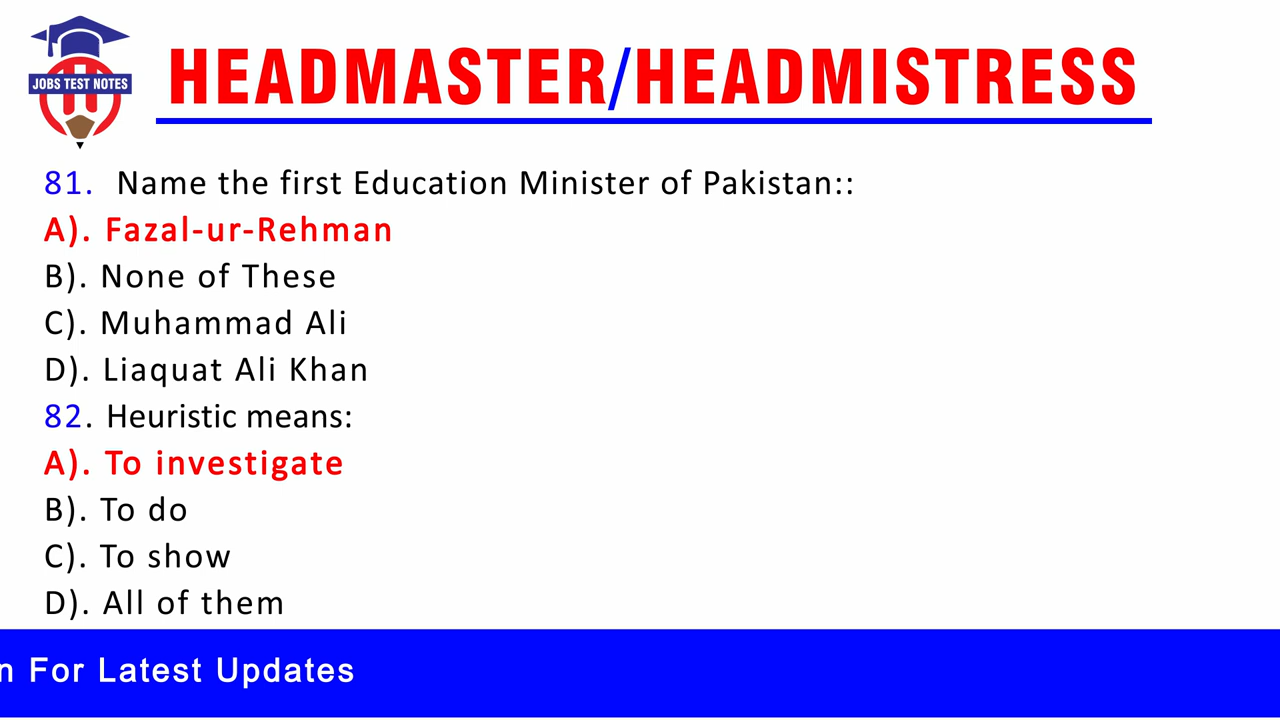 JOBS TEST NOTES
HEADMASTER/HEADMISTRESS
81. Name the first Education Minister of Pakistan::
A). Fazal-ur-Rehman
B). None of These
C). Muhammad Ali
D). Liaquat Ali Khan
82. Heuristic means:
A). To investigate
B). To do
C). To show
D). All of them
n For Latest Updates